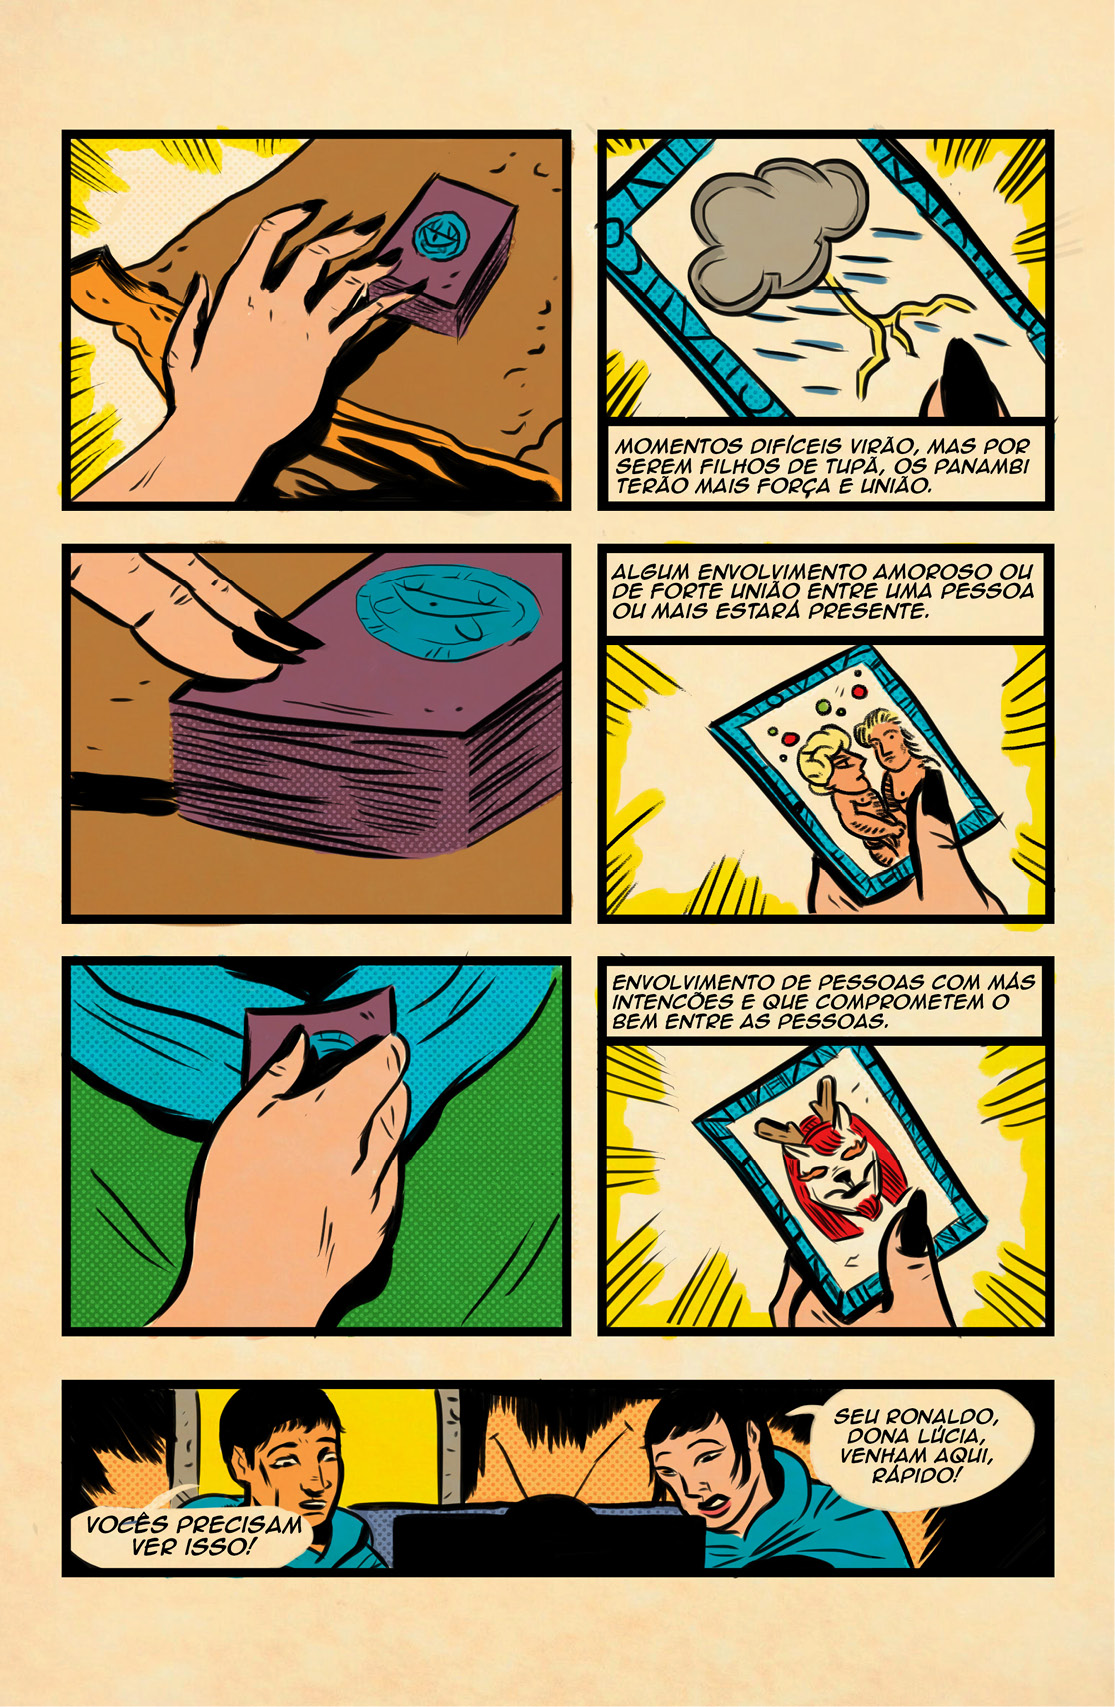 MOMENTOS DIFÍCEIS VIRÃO, MAS POR
SEREM FILHOS DE TUPÃ, OS PANAMBI
TERÃO MAIS FORÇA E UNIÃO.
ALGUM ENVOLVIMENTO AMOROSO OU
DE FORTE UNIÃO ENTRE UMA PESSOA
OU MAIS ESTARÁ PRESENTE.
ENVOLVIMENTO DE PESSOAS COM MÁS
INTENCÕES E QUE COMPROMETEM O
BEM ENTRE AS PESSOAS.
VOCÊS PRECISAM
VER ISSO!
SEU RONALDO,
DONA LÚCIA,
VENHAM AQUI,
RÁPIDO!